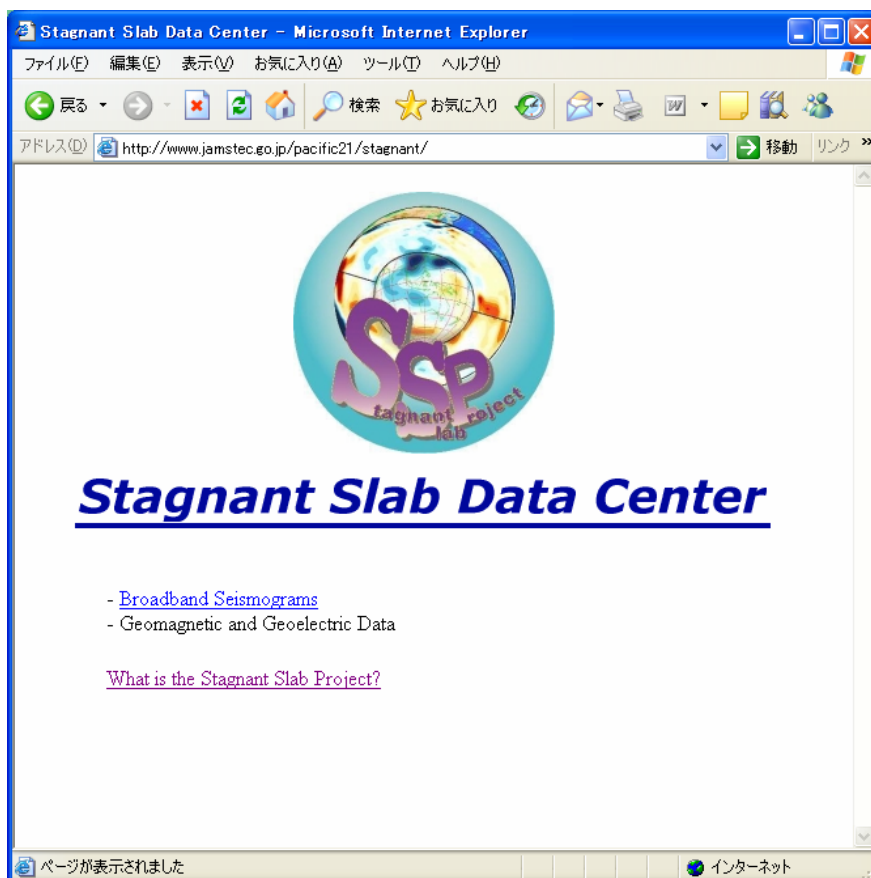 Stagnant Slab Data Center - Microsoft Internet Explorer
ファイル(F) 編集(E) 表示(V) お気に入り(A) ツール(T) ヘルプ(H)
戻る 検索 お気に入り
アドレス(D) http://www.jamstec.go.jp/pacific21/stagnant/ 移動 リンク »
SSP
tagnant roject
lab
Stagnant Slab Data Center
- Broadband Seismograms
- Geomagnetic and Geoelectric Data
What is the Stagnant Slab Project?
ページが表示されました インターネット